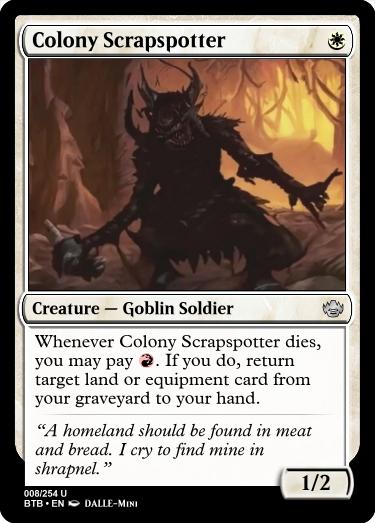 Colony Scrapspotter
Creature — Goblin Soldier
Whenever Colony Scrapspotter dies,
you may pay . If you do, return
target land or equipment card from
your graveyard to your hand.
“A homeland should be found in meat
and bread. I cry to find mine in
shrapnel.”
1/2
008/254 U
BTB • EN DALLE-Mini